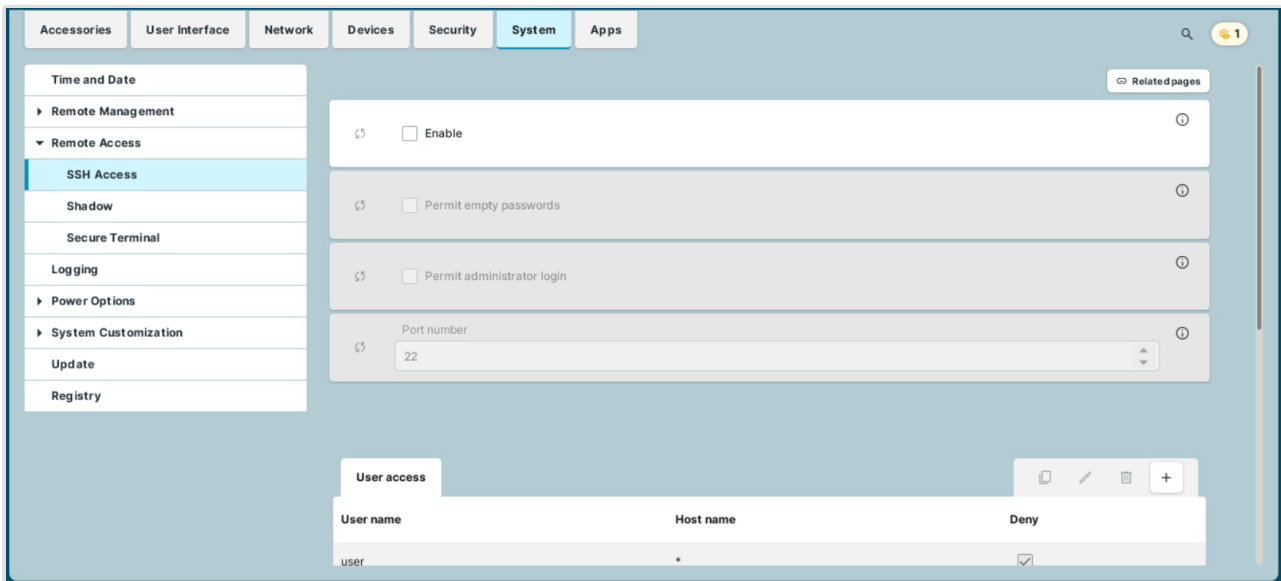 Accessories User Interface Network Devices Security System Apps 1
Time and Date
Related pages
Remote Management
Enable
Remote Access
SSH Access
Shadow
Permit empty passwords
Secure Terminal
Logging
Permit administrator login
Power Options
System Customization
Port number
22
Update
Registry
User access
User name Host name Deny
user *